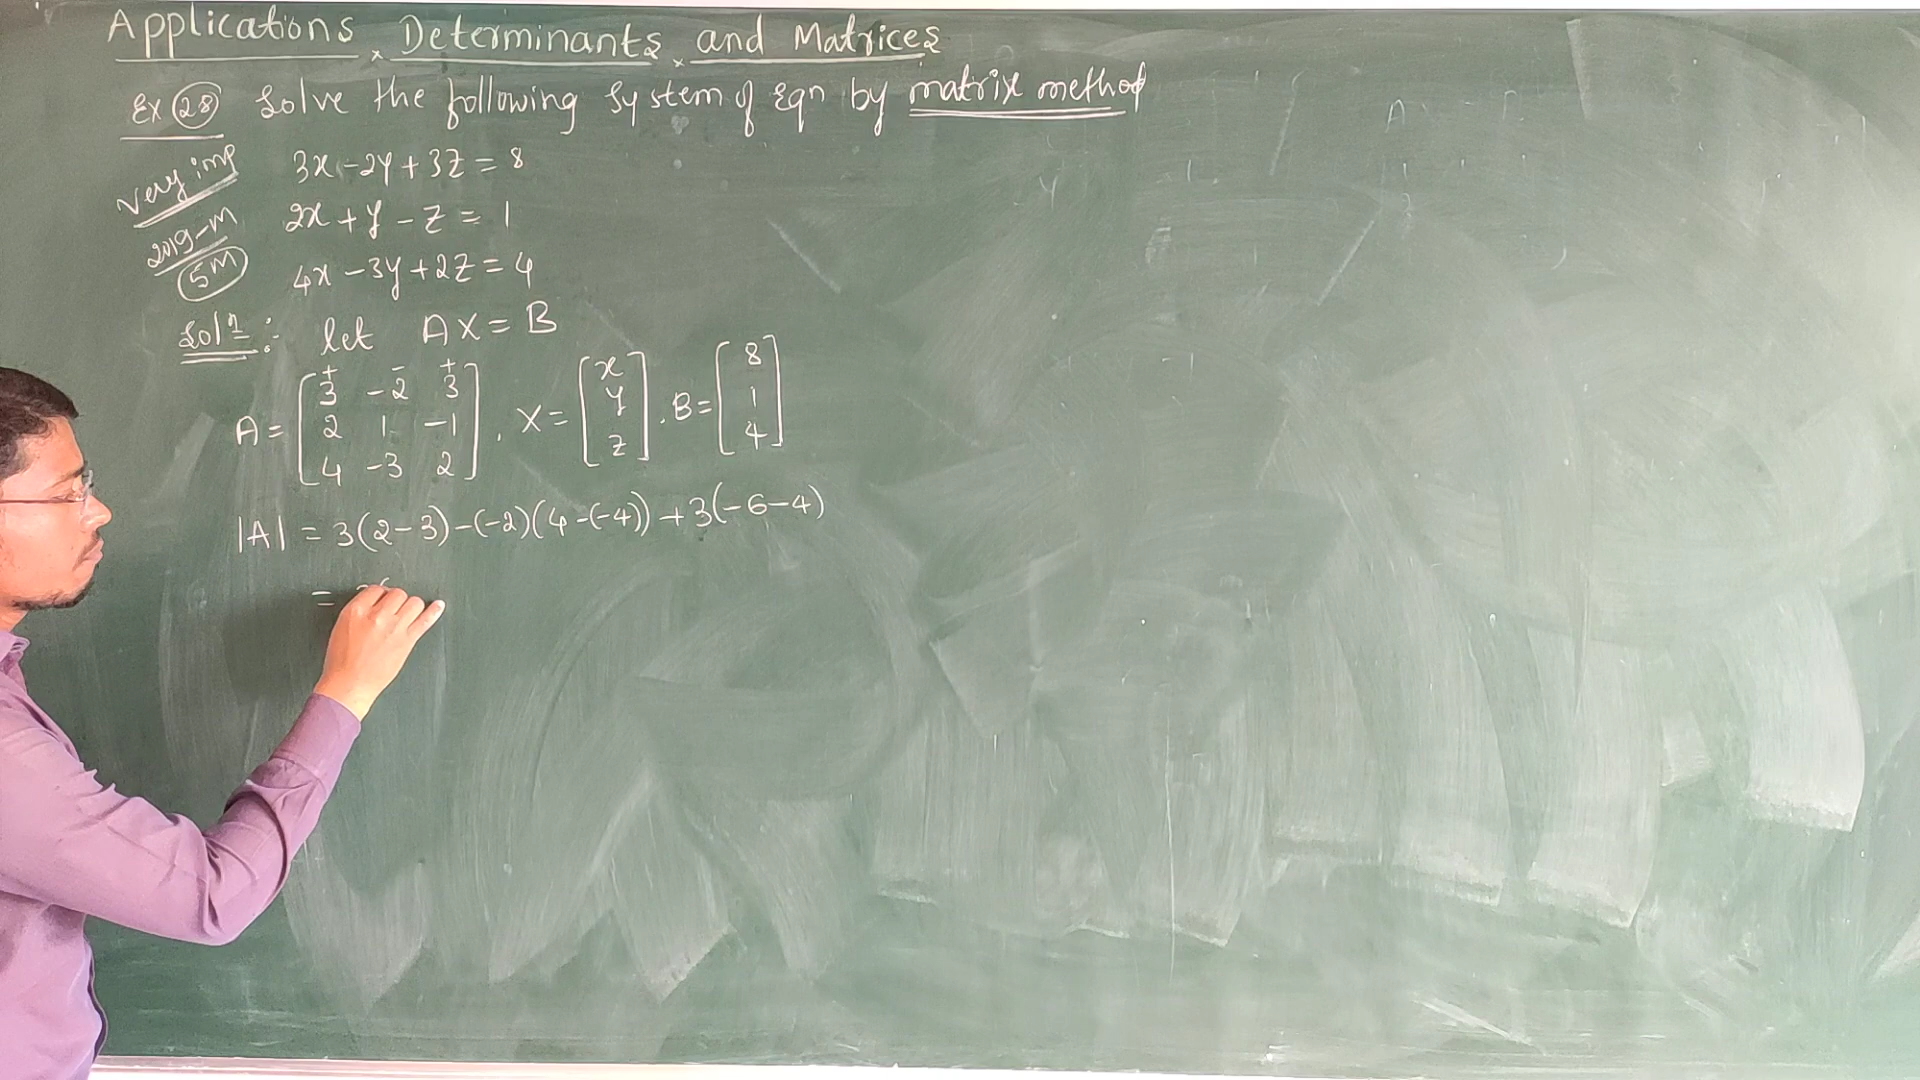 Applications Determinants and Matrices
Ex 28 Solve the following System of Eqn by matrix method
Very imp
2019-M
5M
3x - 2y + 3z = 8
2x + y - z = 1
4x - 3y + 2z = 4
Solⁿ: let AX = B
A = [3 -2 3; 2 1 -1; 4 -3 2], X = [x; y; z], B = [8; 1; 4]
+ - +
|A| = 3(2-3)-(-2)(4-(-4))+3(-6-4)
=